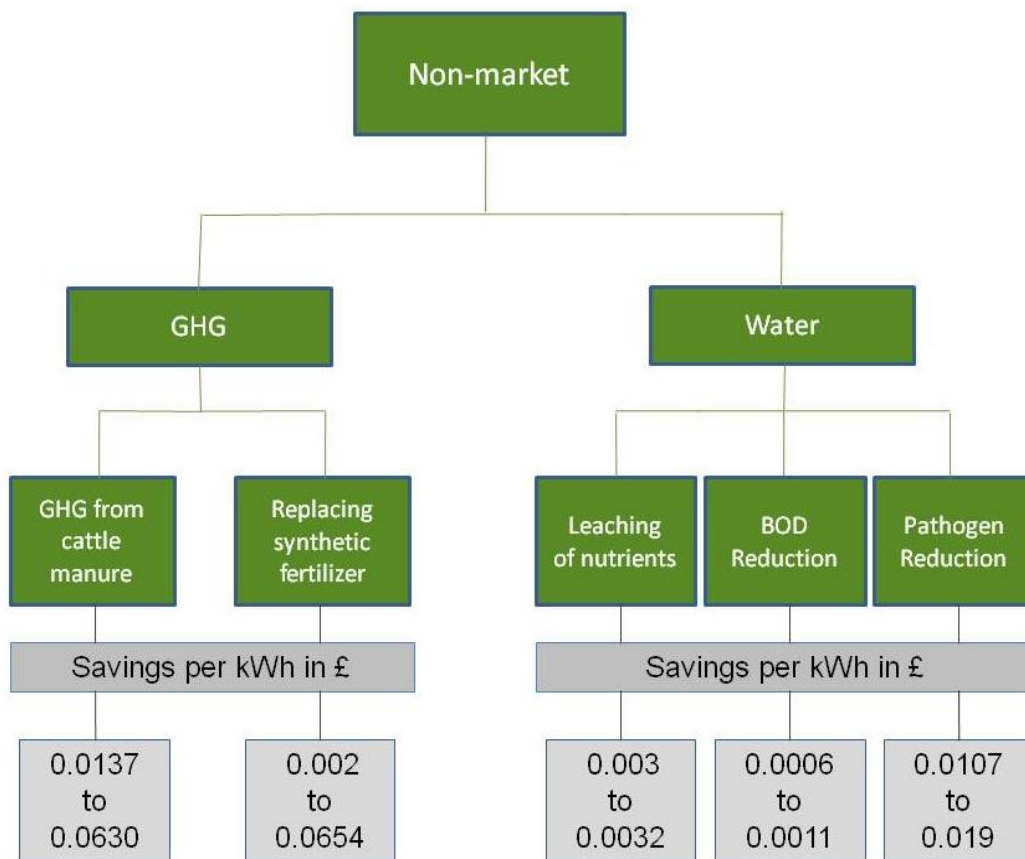 Non-market
GHG
Water
GHG from
cattle
manure
Replacing
synthetic
fertilizer
Leaching
of nutrients
BOD
Reduction
Pathogen
Reduction
Savings per kWh in £
Savings per kWh in £
0.0137
to
0.0630
0.002
to
0.0654
0.003
to
0.0032
0.0006
to
0.0011
0.0107
to
0.019